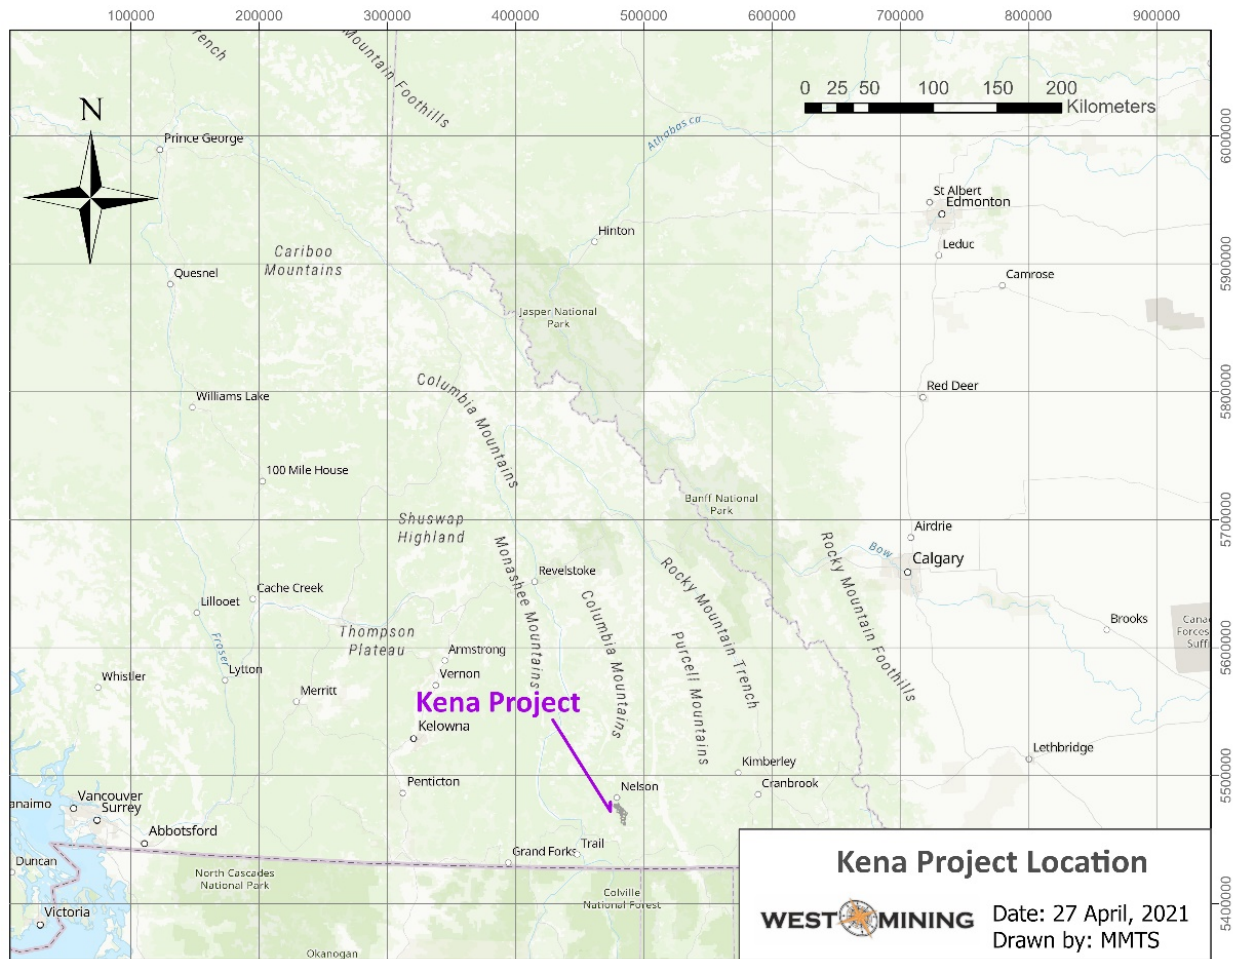 100000 200000 300000 400000 500000 600000 700000 800000 900000
rench
Mountain Foothills
0 25 50 100 150 200
Kilometers
N
Athabasca
6000000
Prince George
St Albert
Edmonton
Hinton
Leduc
Cariboo
Mountains
5900000
Quesnel
Camrose
Jasper National
Park
Columbia Mountains
Red Deer
5800000
Williams Lake
100 Mile House
Banff National
Park
Shuswap
Highland
5700000
Airdrie
Monashee Mountains
Rocky Mountain Foothills
Bow
Calgary
Rocky Mountain Trench
Revelstoke
Cache Creek
Columbia Mountains
Lillooet
Brooks
Cana
Forces
Suff
Thompson
Plateau
Purcell Mountains
Fraser
Armstrong
5600000
Lytton
Vernon
Whistler
Merritt
Kena Project
Kelowna
Lethbridge
Kimberley
5500000
Penticton
Cranbrook
Nelson
anaimo
Vancouver
Surrey
Abbotsford
Trail
Grand Forks
Duncan
North Cascades
National Park
Colville
National Forest
5400000
Victoria
Okanogan
Kena Project Location
WEST MINING
Date: 27 April, 2021
Drawn by: MMTS